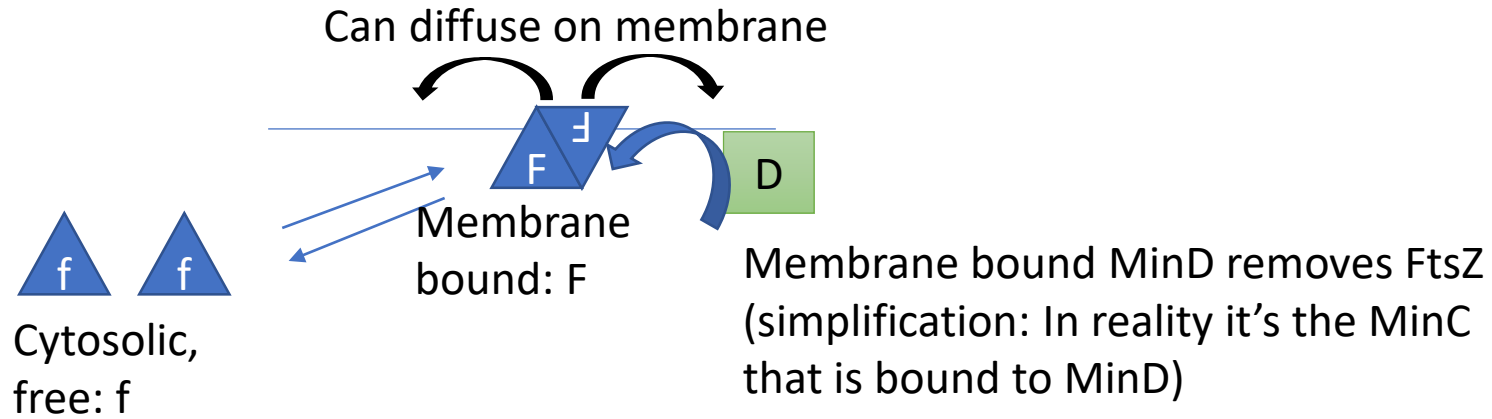 Can diffuse on membrane
F
F
D
Membrane
bound: F
f
f
Cytosolic,
free: f
Membrane bound MinD removes FtsZ
(simplification: In reality it’s the MinC
that is bound to MinD)